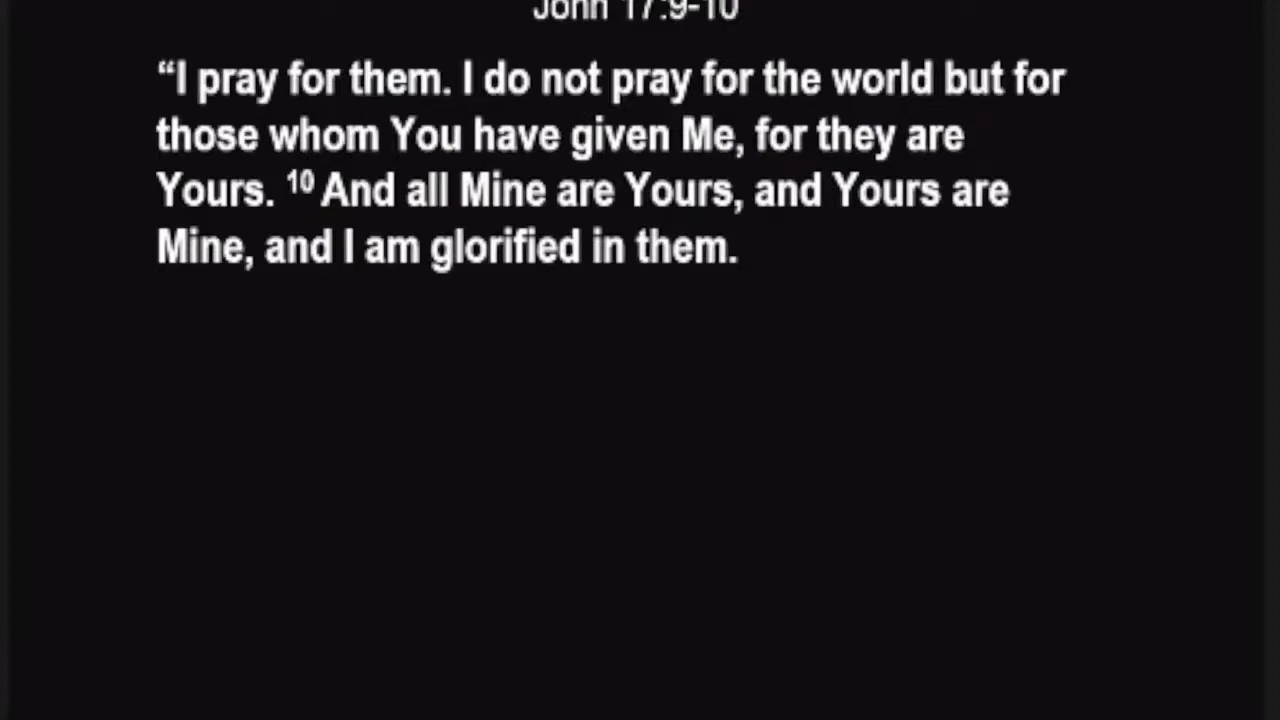 John 17:9-10
“I pray for them. I do not pray for the world but for
those whom You have given Me, for they are
Yours. ¹⁰ And all Mine are Yours, and Yours are
Mine, and I am glorified in them.